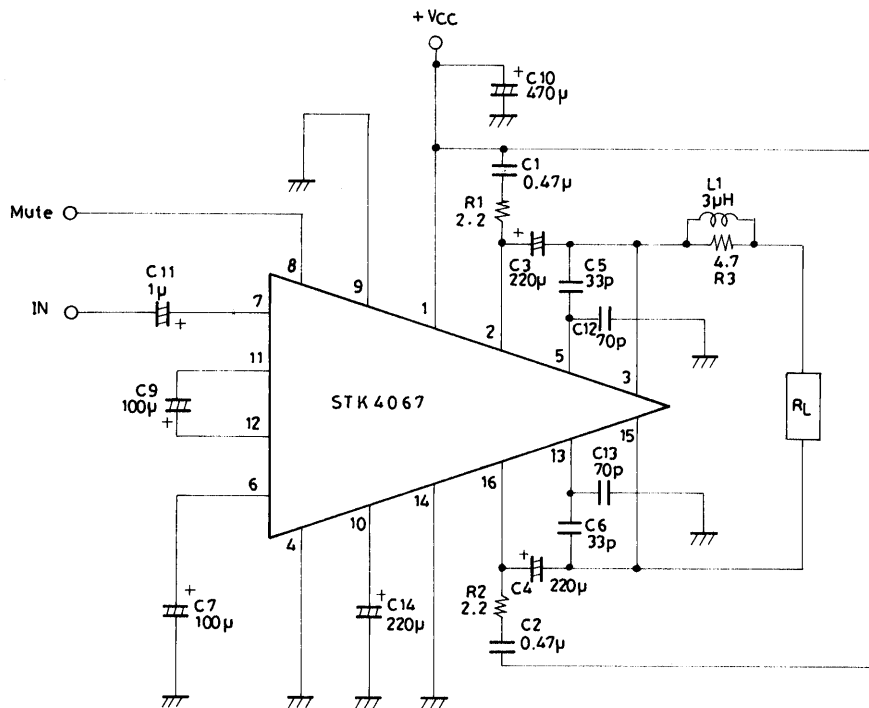 + VCC
+ C10
470µ
C1
0.47µ
L1
3µH
R1
2.2
Mute
8
9
+
C3
220µ
C5
33p
4.7
R3
C11
1µ
IN
+
7
1
2
C12
70p
5
11
3
C9
100µ
+
12
STK4067
RL
15
13
C13
70p
6
16
14
10
4
C6
33p
+
C4
220µ
R2
2.2
+
C7
100µ
+
C14
220µ
C2
0.47µ